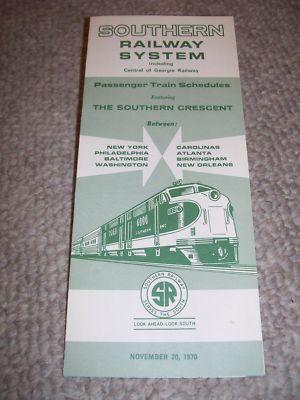 SOUTHERN
RAILWAY
SYSTEM
including
Central of Georgia Railway
Passenger Train Schedules
Featuring
THE SOUTHERN CRESCENT
Between:
NEW YORK
PHILADELPHIA
BALTIMORE
WASHINGTON
CAROLINAS
ATLANTA
BIRMINGHAM
NEW ORLEANS
6900
SOUTHERN
SOUTHERN RAILWAY
SR
SERVES THE SOUTH
LOOK AHEAD-LOOK SOUTH
NOVEMBER 20, 1970